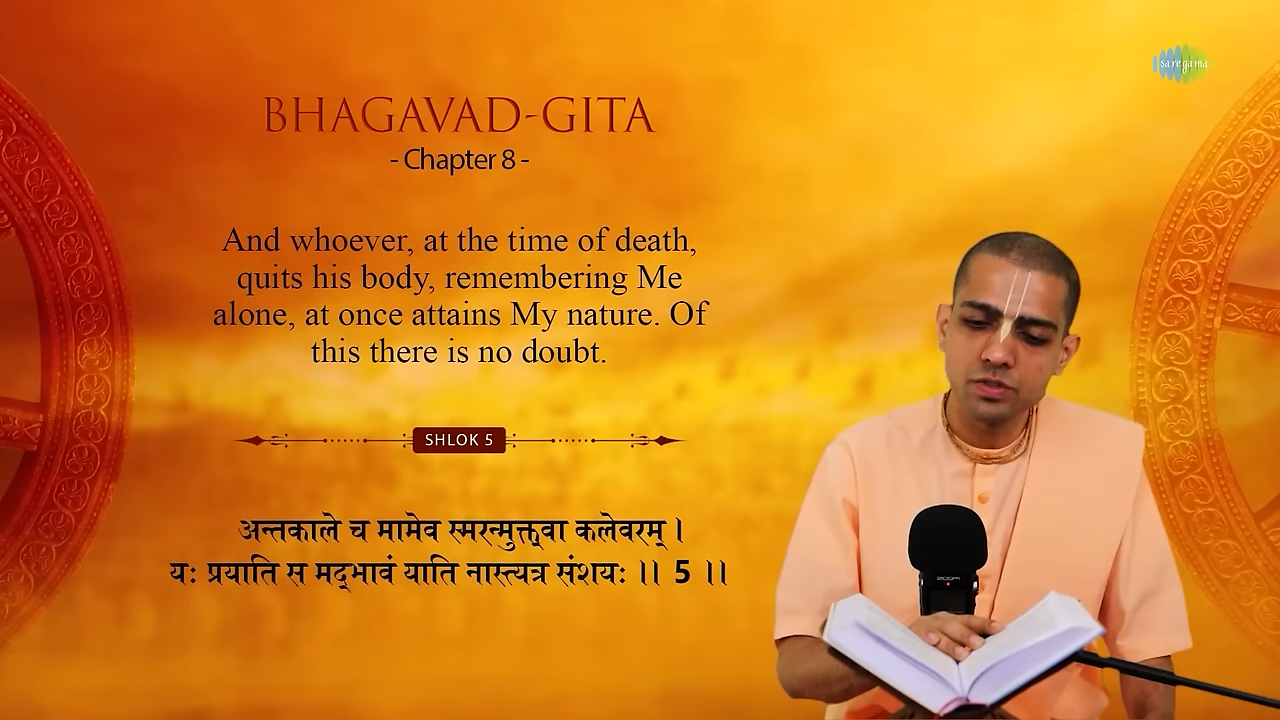 saregama
BHAGAVAD-GITA
- Chapter 8 -
And whoever, at the time of death,
quits his body, remembering Me
alone, at once attains My nature. Of
this there is no doubt.
SHLOK 5
अन्तकाले च मामेव स्मरन्मुक्त्वा कलेवरम् ।
यः प्रयाति स मद्भावं याति नास्त्यत्र संशयः ।। 5 ।।
zoom